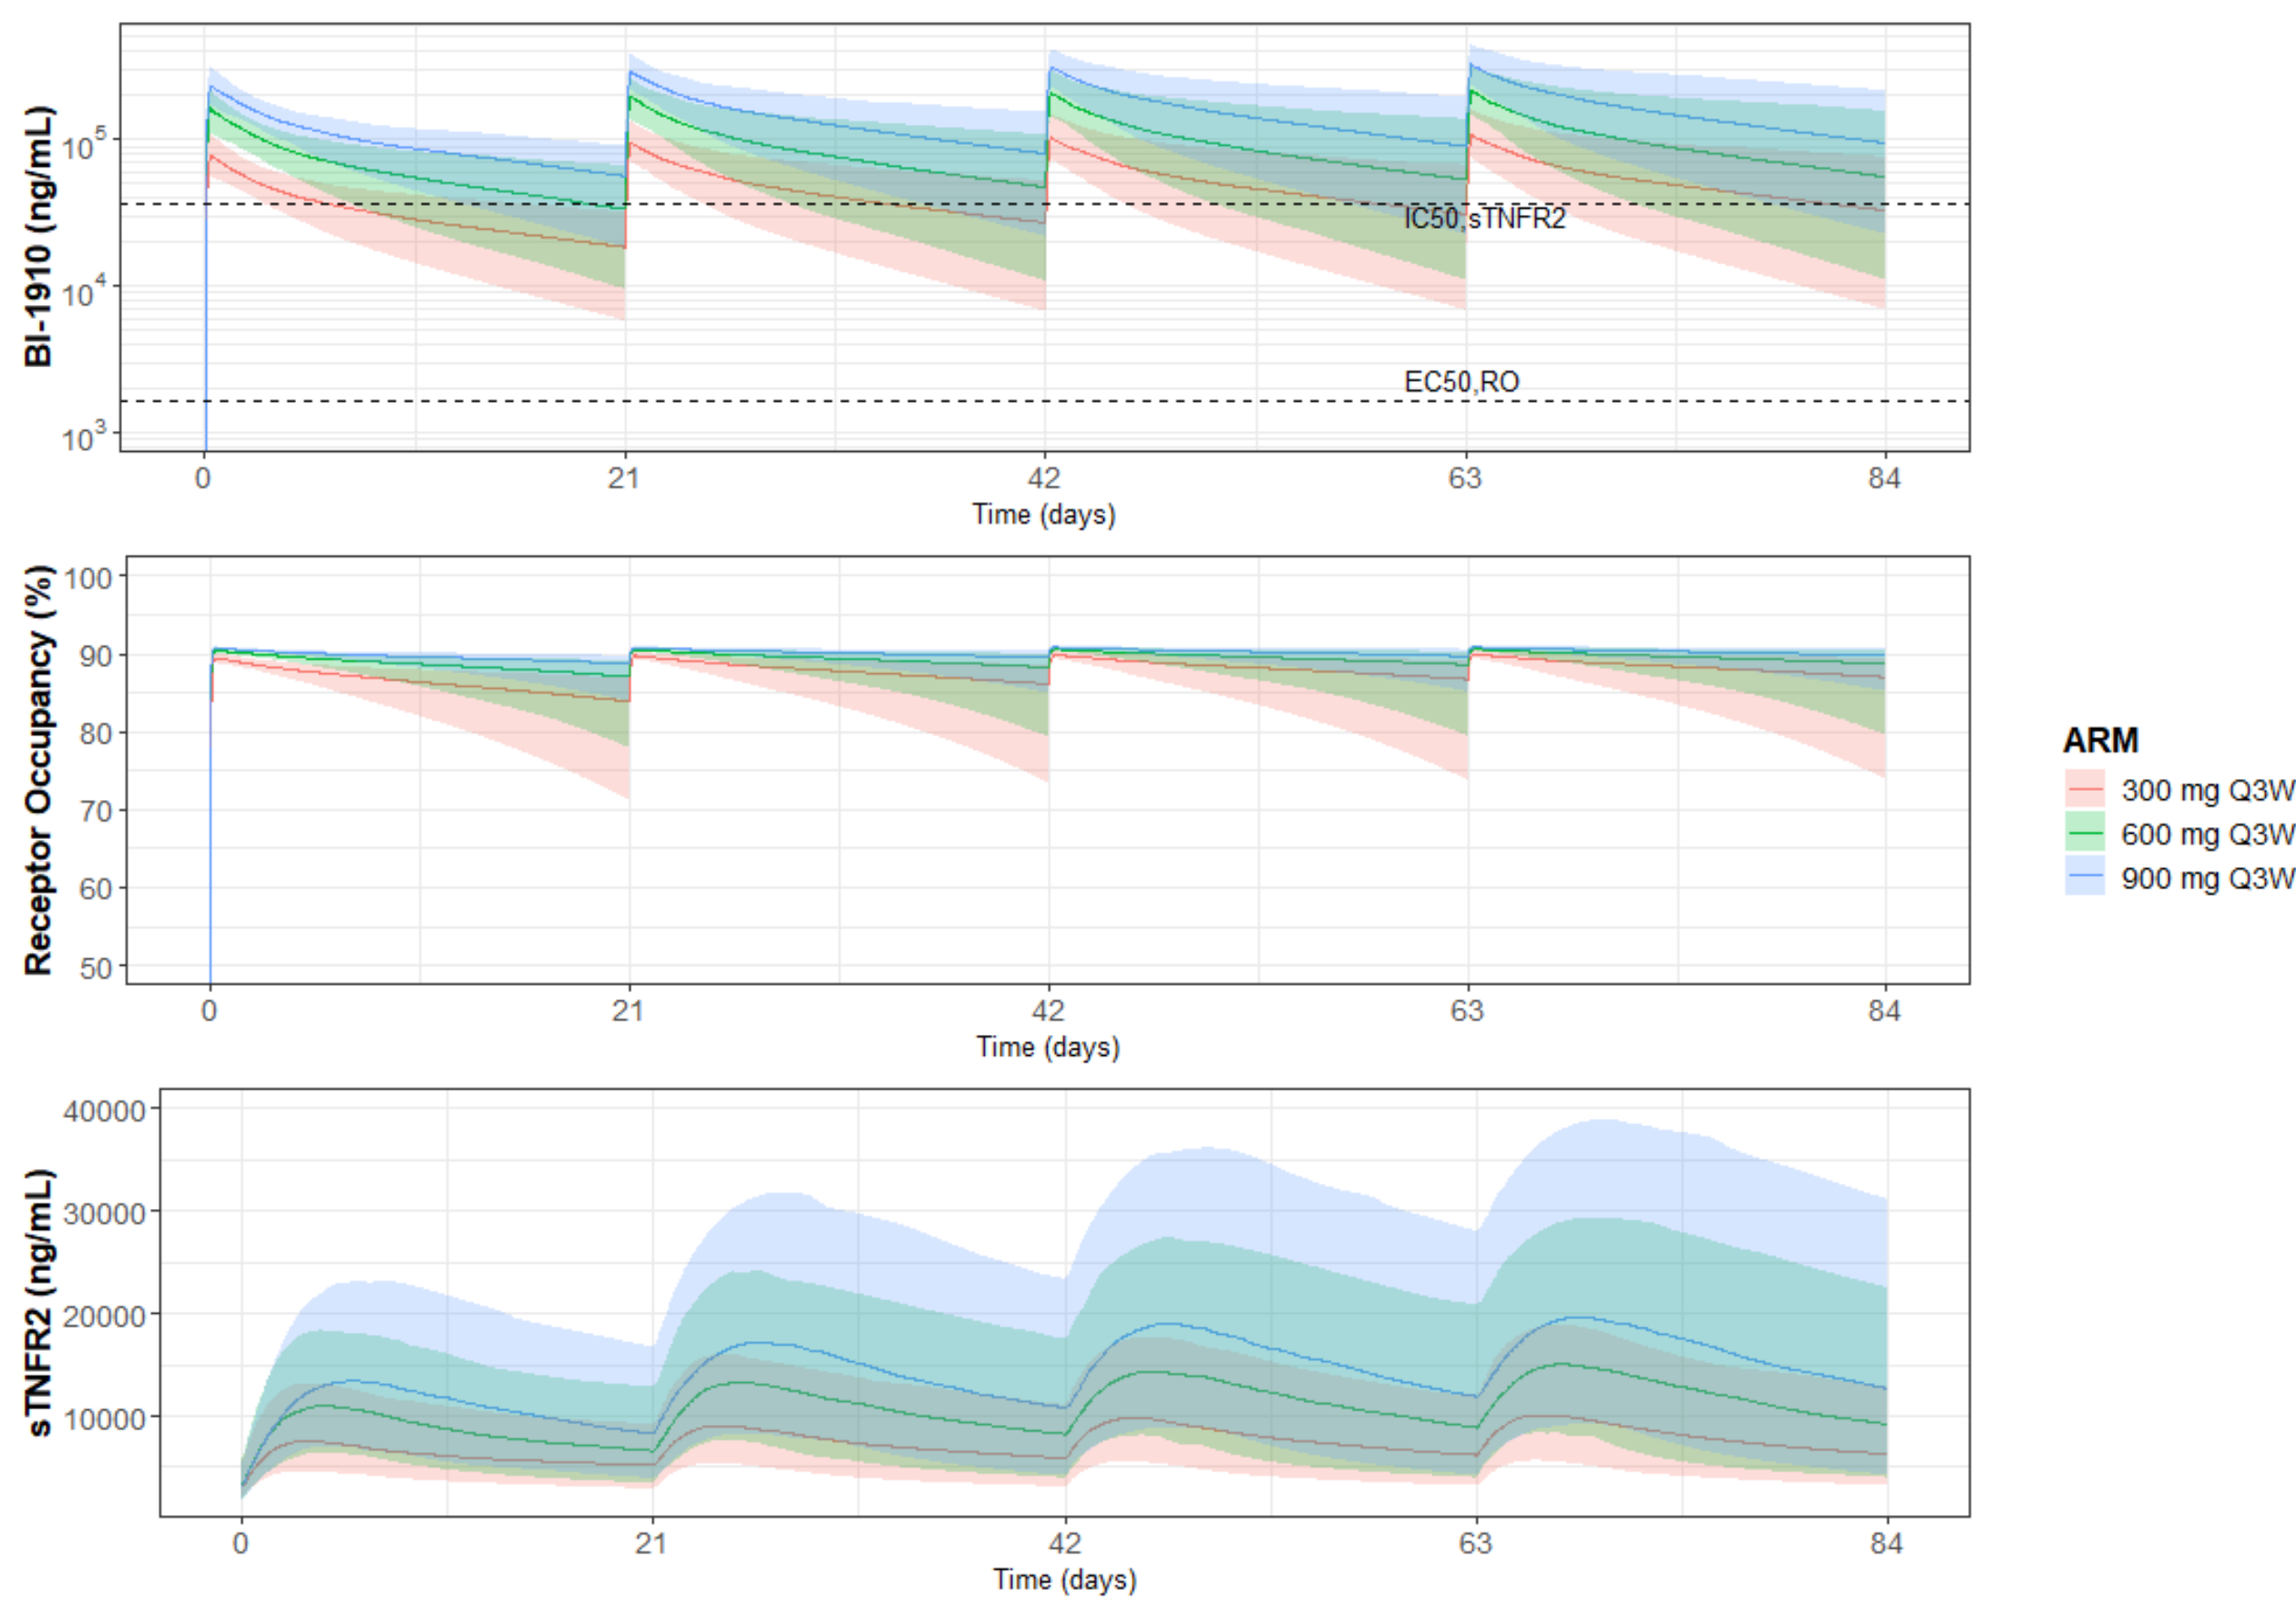 BI-1910 (ng/mL)
10^5
10^4
10^3
IC50,sTNFR2
EC50,RO
0 21 42 63 84
Time (days)
Receptor Occupancy (%)
100
90
80
70
60
50
0 21 42 63 84
Time (days)
ARM
300 mg Q3W
600 mg Q3W
900 mg Q3W
sTNFR2 (ng/mL)
40000
30000
20000
10000
0 21 42 63 84
Time (days)